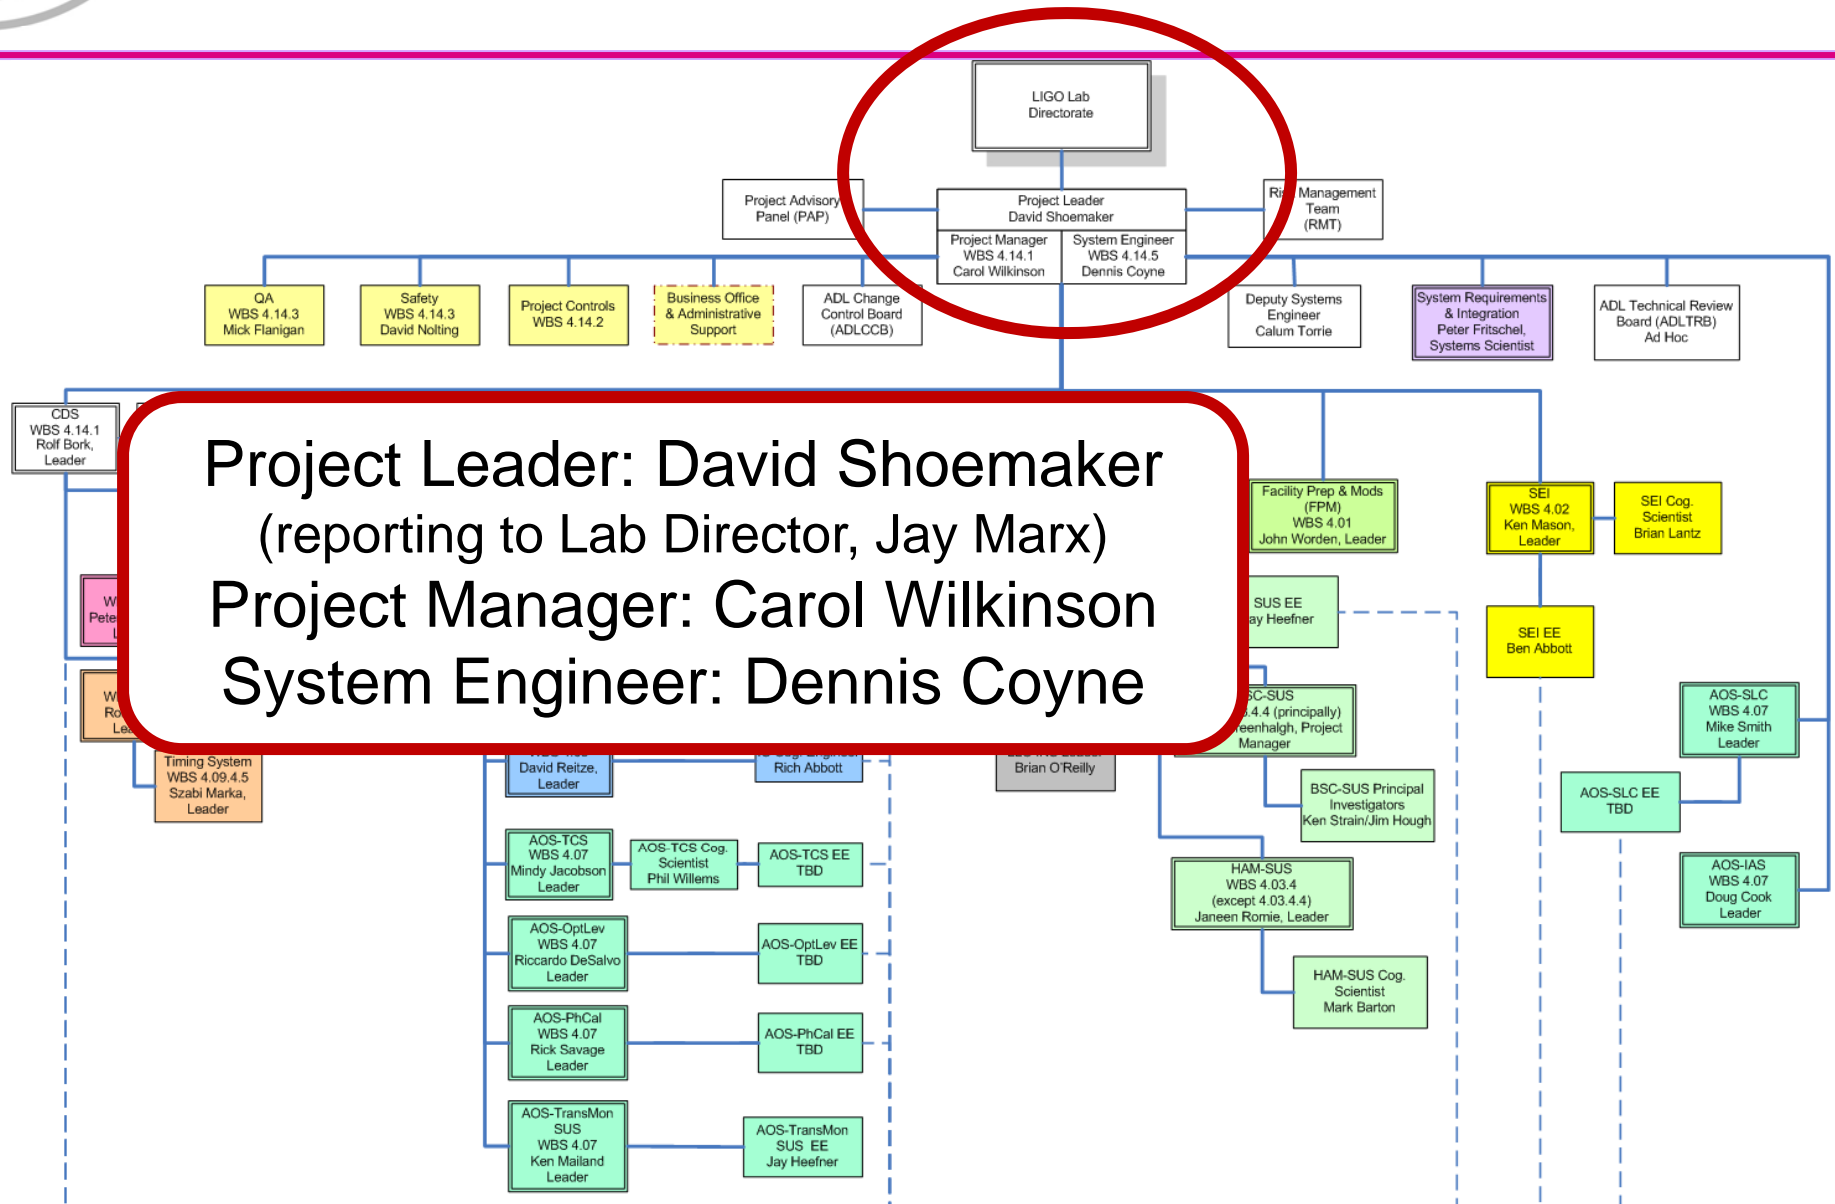 LIGO Lab
Directorate
Project Advisory
Panel (PAP)
Project Leader
David Shoemaker
Risk Management
Team
(RMT)
Project Manager
WBS 4.14.1
Carol Wilkinson
System Engineer
WBS 4.14.5
Dennis Coyne
QA
WBS 4.14.3
Mick Flanigan
Safety
WBS 4.14.3
David Nolting
Project Controls
WBS 4.14.2
Business Office
& Administrative
Support
ADL Change
Control Board
(ADLCCB)
Deputy Systems
Engineer
Calum Torrie
System Requirements
& Integration
Peter Fritschel,
Systems Scientist
ADL Technical Review
Board (ADLTRB)
Ad Hoc
CDS
WBS 4.14.1
Rolf Bork,
Leader
Project Leader: David Shoemaker
(reporting to Lab Director, Jay Marx)
Project Manager: Carol Wilkinson
System Engineer: Dennis Coyne
Facility Prep & Mods
(FPM)
WBS 4.01
John Worden, Leader
SEI
WBS 4.02
Ken Mason,
Leader
SEI Cog.
Scientist
Brian Lantz
SUS EE
Heefner
SEI EE
Ben Abbott
4.4 (principally)
Project
Manager
AOS-SLC
WBS 4.07
Mike Smith
Leader
Timing System
WBS 4.09.4.5
Szabi Marka,
Leader
David Reitze,
Leader
Rich Abbott
Brian O'Reilly
BSC-SUS Principal
Investigators
Ken Strain/Jim Hough
AOS-SLC EE
TBD
AOS-TCS
WBS 4.07
Mindy Jacobson
Leader
AOS-TCS Cog.
Scientist
Phil Willems
AOS-TCS EE
TBD
HAM-SUS
WBS 4.03.4
(except 4.03.4.4)
Janeen Romie, Leader
AOS-IAS
WBS 4.07
Doug Cook
Leader
AOS-OptLev
WBS 4.07
Riccardo DeSalvo
Leader
AOS-OptLev EE
TBD
HAM-SUS Cog.
Scientist
Mark Barton
AOS-PhCal
WBS 4.07
Rick Savage
Leader
AOS-PhCal EE
TBD
AOS-TransMon
SUS
WBS 4.07
Ken Mailand
Leader
AOS-TransMon
SUS EE
Jay Heefner